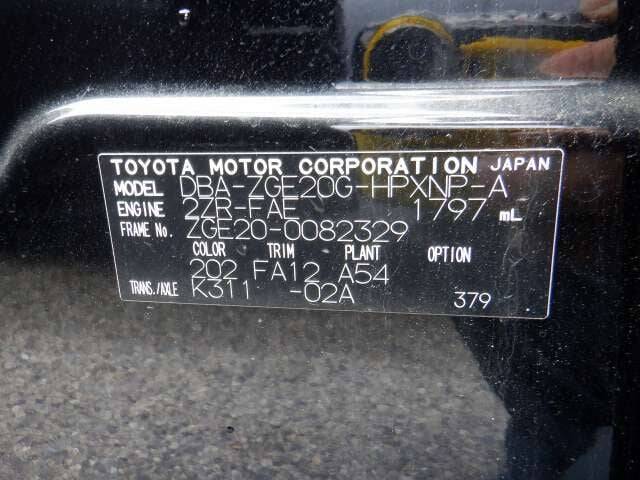 TOYOTA MOTOR CORPORATION JAPAN
MODEL DBA-ZGE20G-HPXNP-A
ENGINE 2ZR-FAE 1797 mL
FRAME No. ZGE20-0082329
COLOR TRIM PLANT OPTION
202 FA12 A54
TRANS./AXLE K311 -02A 379